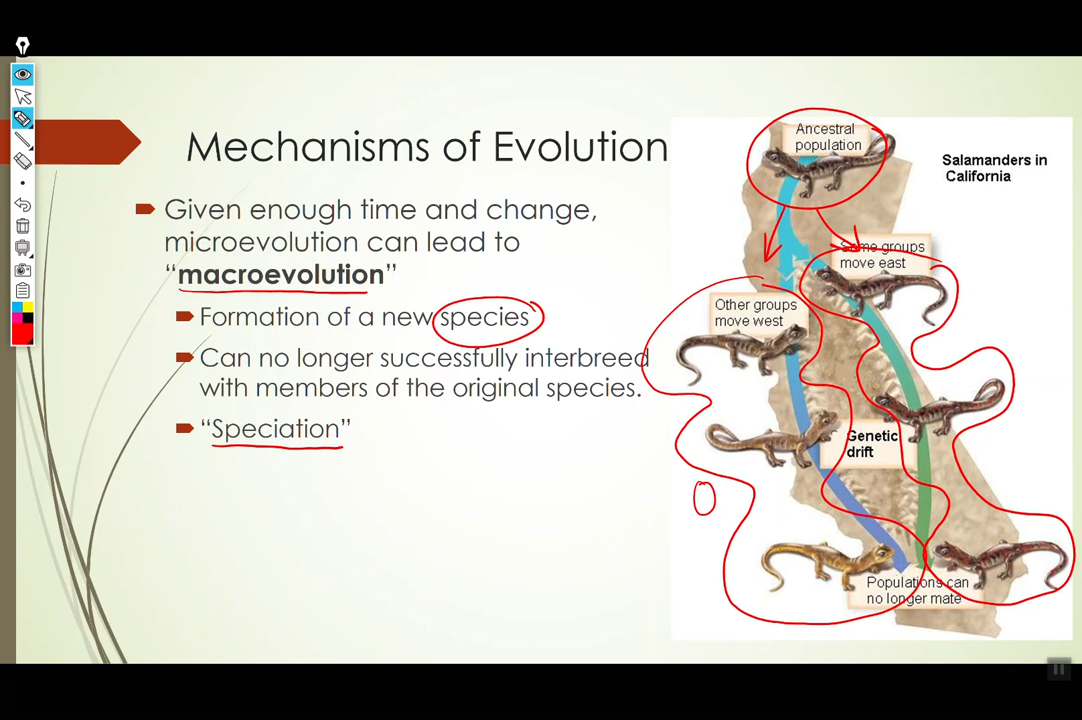 Mechanisms of Evolution
Given enough time and change,
microevolution can lead to
“macroevolution”
Formation of a new species
Can no longer successfully interbreed
with members of the original species.
“Speciation”
Ancestral
population
Salamanders in
California
Some groups
move east
Other groups
move west
Genetic
drift
Populations can
no longer mate